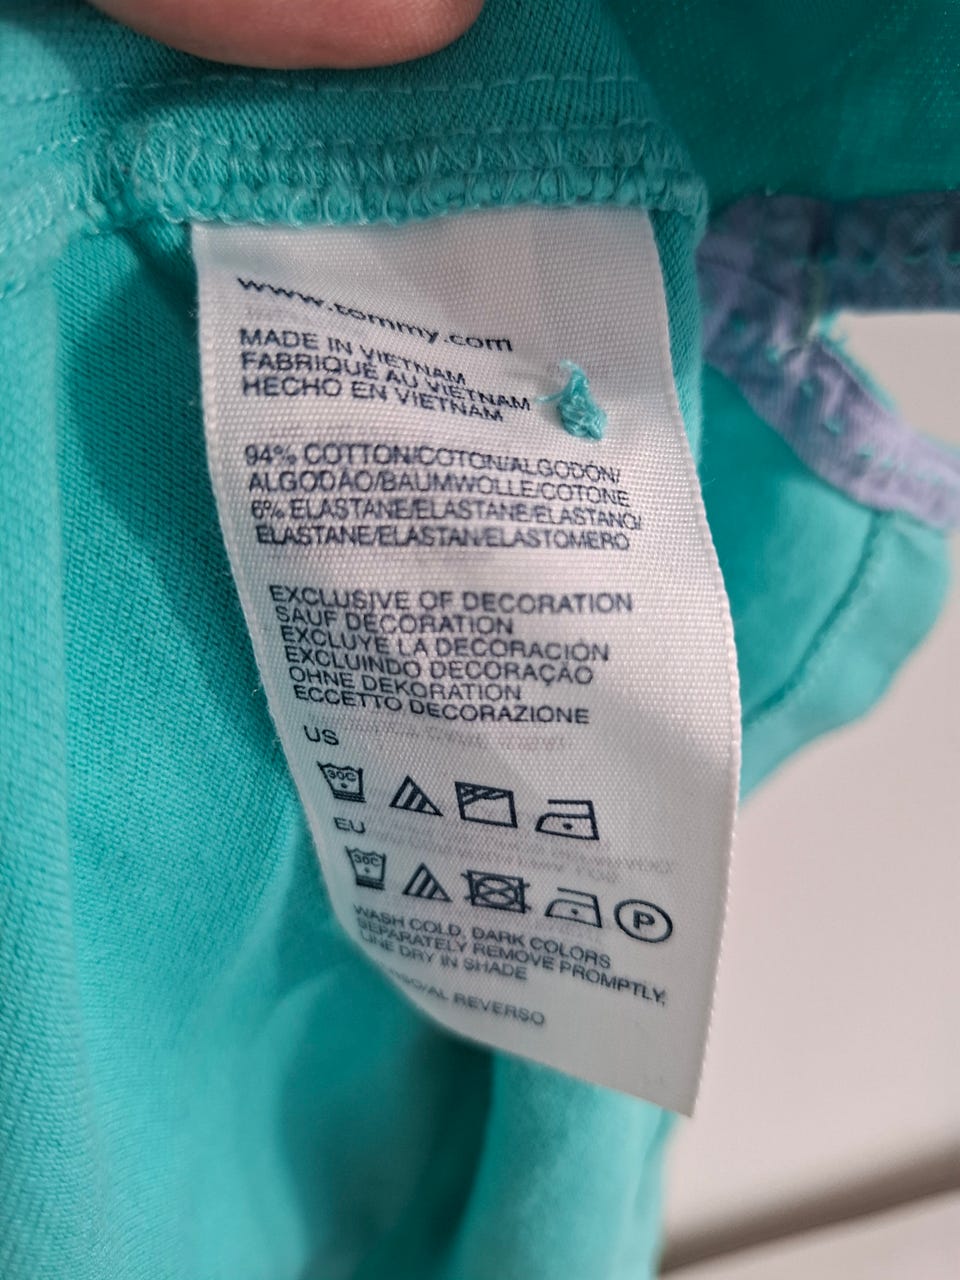 www.tommy.com
MADE IN VIETNAM
FABRIQUÉ AU VIETNAM
HECHO EN VIETNAM
94% COTTON/COTON/ALGODÓN/
ALGODÃO/BAUMWOLLE/COTONE
6% ELASTANE/ELASTANE/ELASTANO/
ELASTANE/ELASTAN/ELASTOMERO
EXCLUSIVE OF DECORATION
SAUF DÉCORATION
EXCLUYE LA DECORACIÓN
EXCLUINDO DECORAÇÃO
OHNE DEKORATION
ECCETTO DECORAZIONE
US
30C
EU
30C
P
WASH COLD, DARK COLORS
SEPARATELY REMOVE PROMPTLY,
LINE DRY IN SHADE
REVERSO